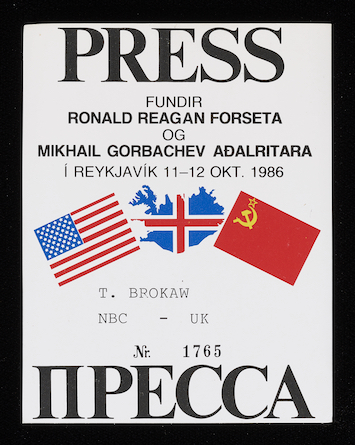 PRESS
FUNDIR
RONALD REAGAN FORSETA
OG
MIKHAIL GORBACHEV AÐALRITARA
Í REYKJAVÍK 11–12 OKT. 1986
T. BROKAW
NBC - UK
Nr. 1765
ПРЕССА